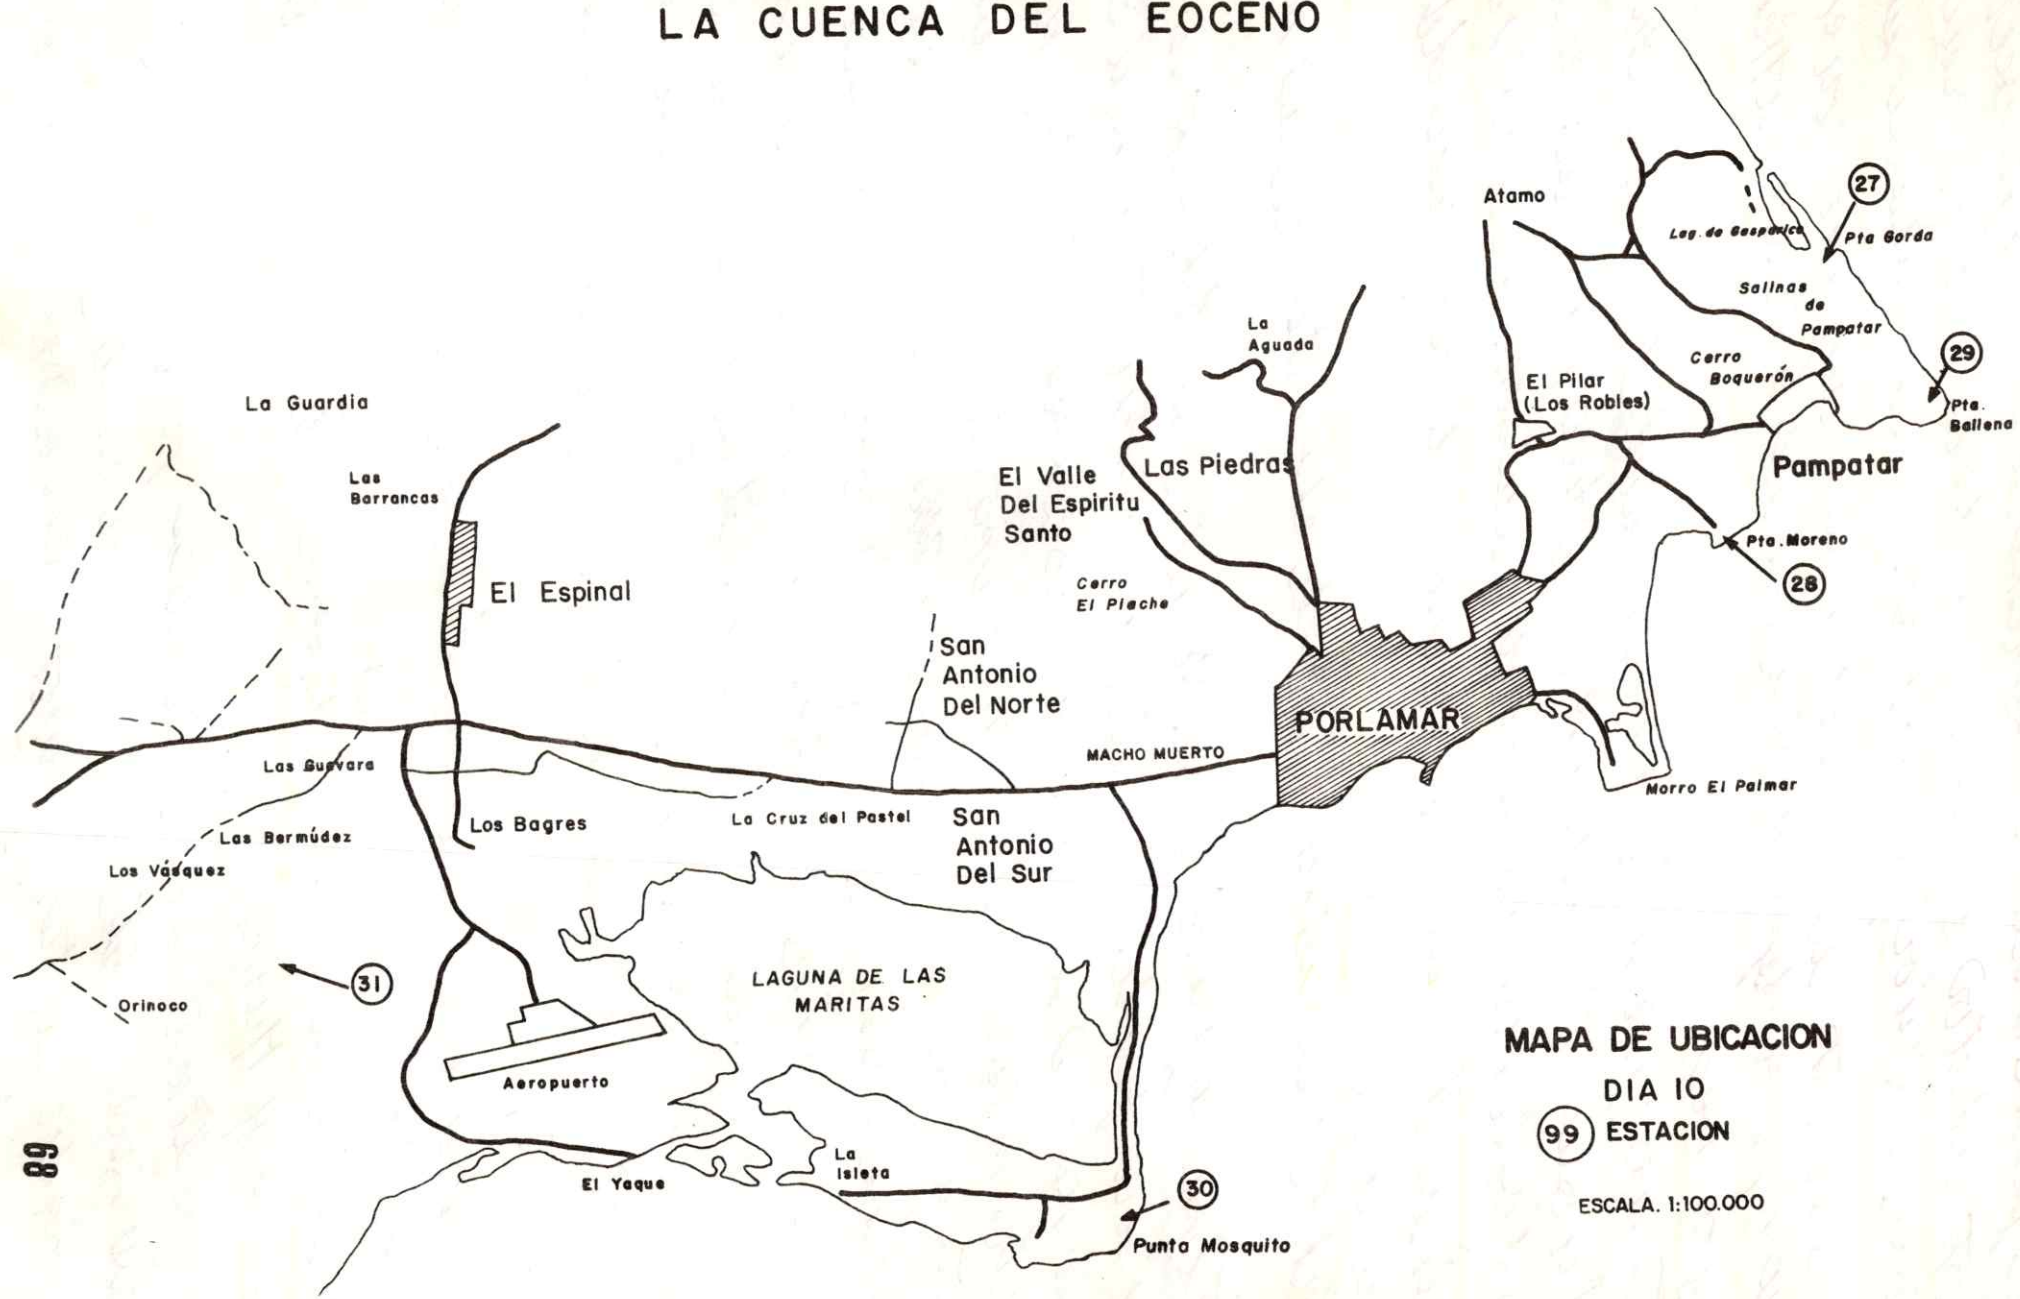 LA CUENCA DEL EOCENO
27
Atamo
Lag. de Gasparico
Pta Gorda
Salinas
de
Pampatar
La
Aguada
29
Cerro
Boquerón
El Pilar
(Los Robles)
Pta.
Ballena
La Guardia
Las
Barrancas
El Valle
Del Espiritu
Santo
Las Piedras
Pampatar
Pta. Moreno
28
El Espinal
Cerro
El Piache
San
Antonio
Del Norte
PORLAMAR
MACHO MUERTO
Las Guevara
Morro El Palmar
Los Bagres
La Cruz del Pastel
San
Antonio
Del Sur
Las Bermúdez
Los Vásquez
31
LAGUNA DE LAS
MARITAS
Orinoco
Aeropuerto
MAPA DE UBICACION
DIA 10
99 ESTACION
ESCALA. 1:100.000
La
Isleta
El Yaque
30
Punta Mosquito
89